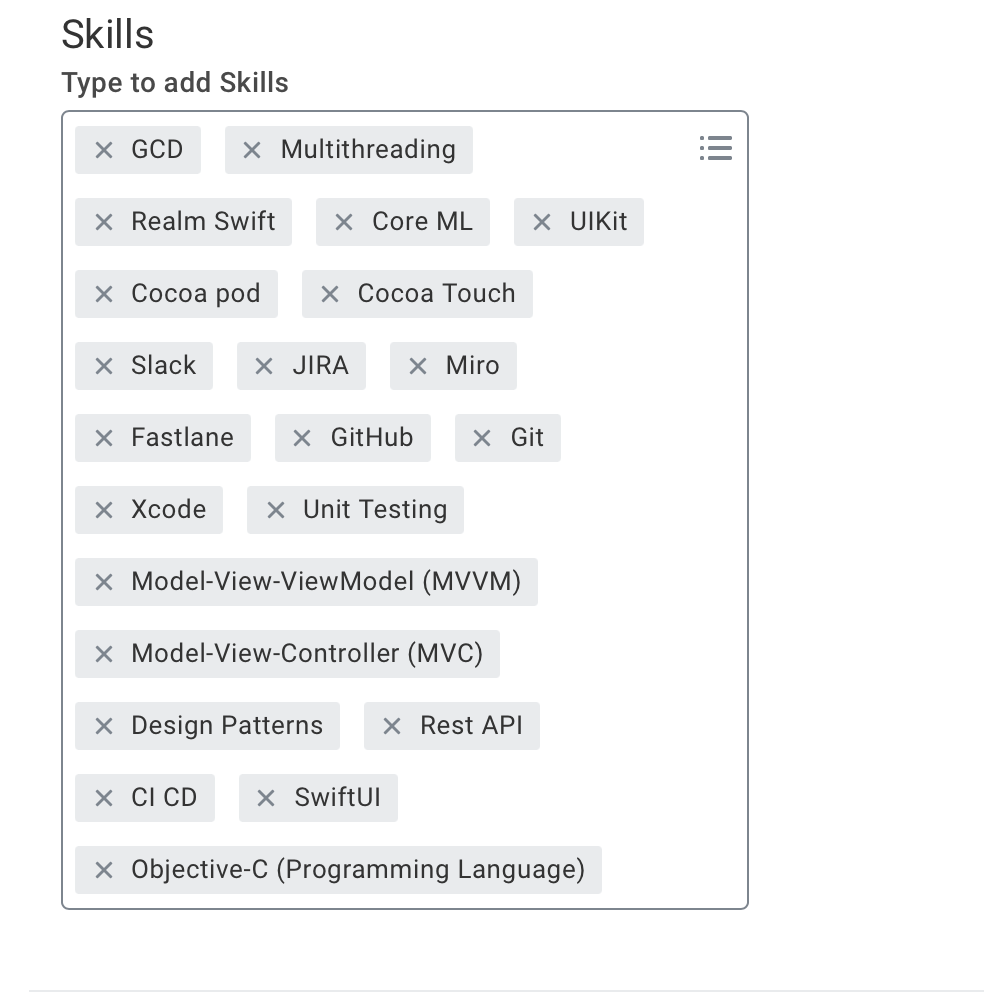 Skills
Type to add Skills
GCD Multithreading
Realm Swift Core ML UIKit
Cocoa pod Cocoa Touch
Slack JIRA Miro
Fastlane GitHub Git
Xcode Unit Testing
Model-View-ViewModel (MVVM)
Model-View-Controller (MVC)
Design Patterns Rest API
CI CD SwiftUI
Objective-C (Programming Language)